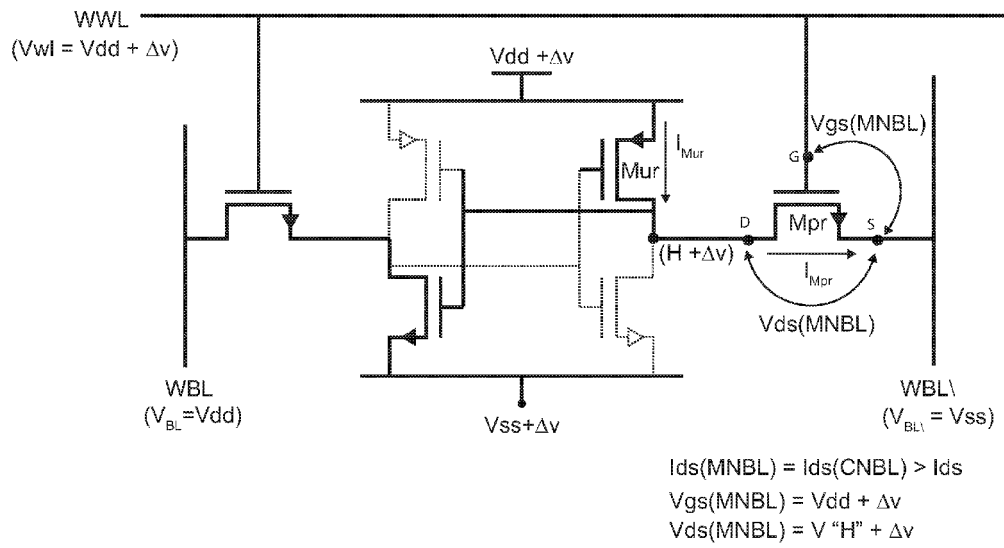 WWL
(Vwl = Vdd + Δv)
Vdd +Δv
Vgs(MNBL)
G
I_Mur
Mur
D
Mpr
S
(H +Δv)
I_Mpr
Vds(MNBL)
WBL
(V_BL=Vdd)
Vss+Δv
WBL\
(V_BL\ = Vss)
Ids(MNBL) = Ids(CNBL) > Ids
Vgs(MNBL) = Vdd + Δv
Vds(MNBL) = V “H” + Δv